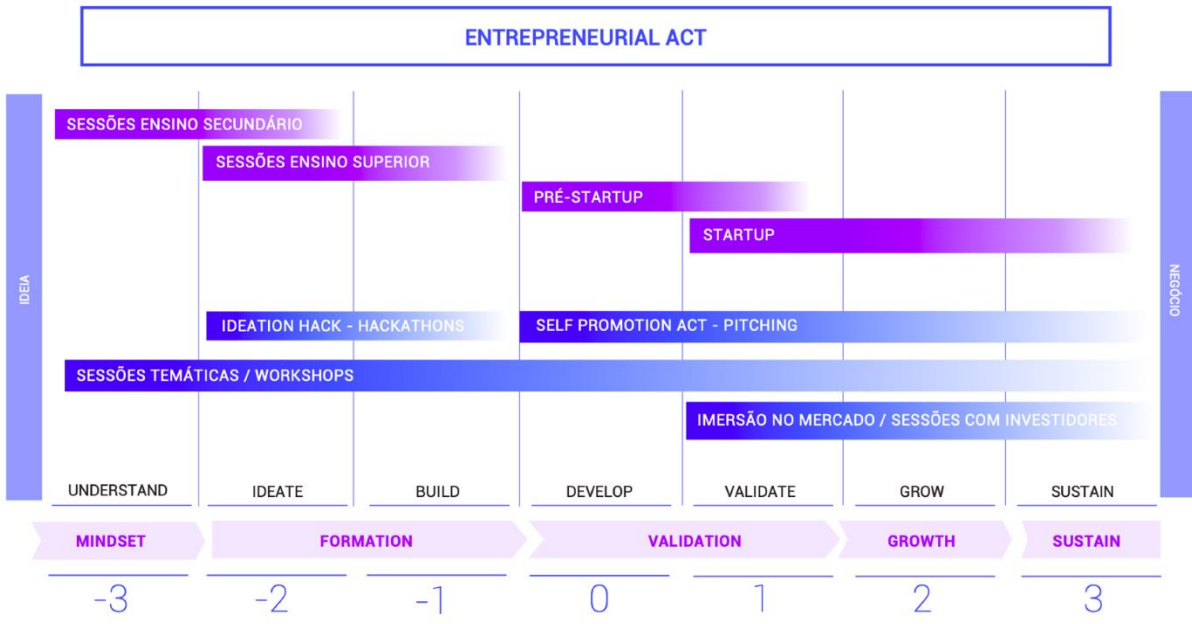 ENTREPRENEURIAL ACT
IDEIA
SESSÕES ENSINO SECUNDÁRIO
SESSÕES ENSINO SUPERIOR
PRÉ-STARTUP
STARTUP
NEGÓCIO
IDEATION HACK - HACKATHONS
SELF PROMOTION ACT - PITCHING
SESSÕES TEMÁTICAS / WORKSHOPS
IMERSÃO NO MERCADO / SESSÕES COM INVESTIDORES
UNDERSTAND IDEATE BUILD DEVELOP VALIDATE GROW SUSTAIN
MINDSET FORMATION VALIDATION GROWTH SUSTAIN
-3 -2 -1 0 1 2 3